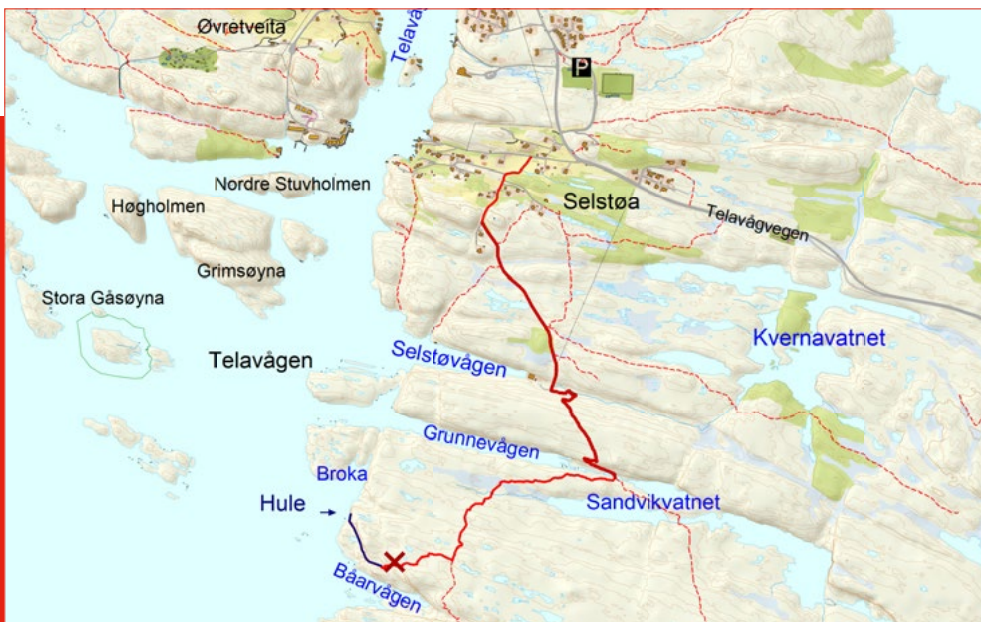 Øvretveita
Telavå
P
Nordre Stuvholmen
Høgholmen
Selstøa
Telavågvegen
Grimsøyna
Stora Gåsøyna
Kvernavatnet
Telavågen
Selstøvågen
Grunnevågen
Broka
Hule
Sandvikvatnet
Båarvågen